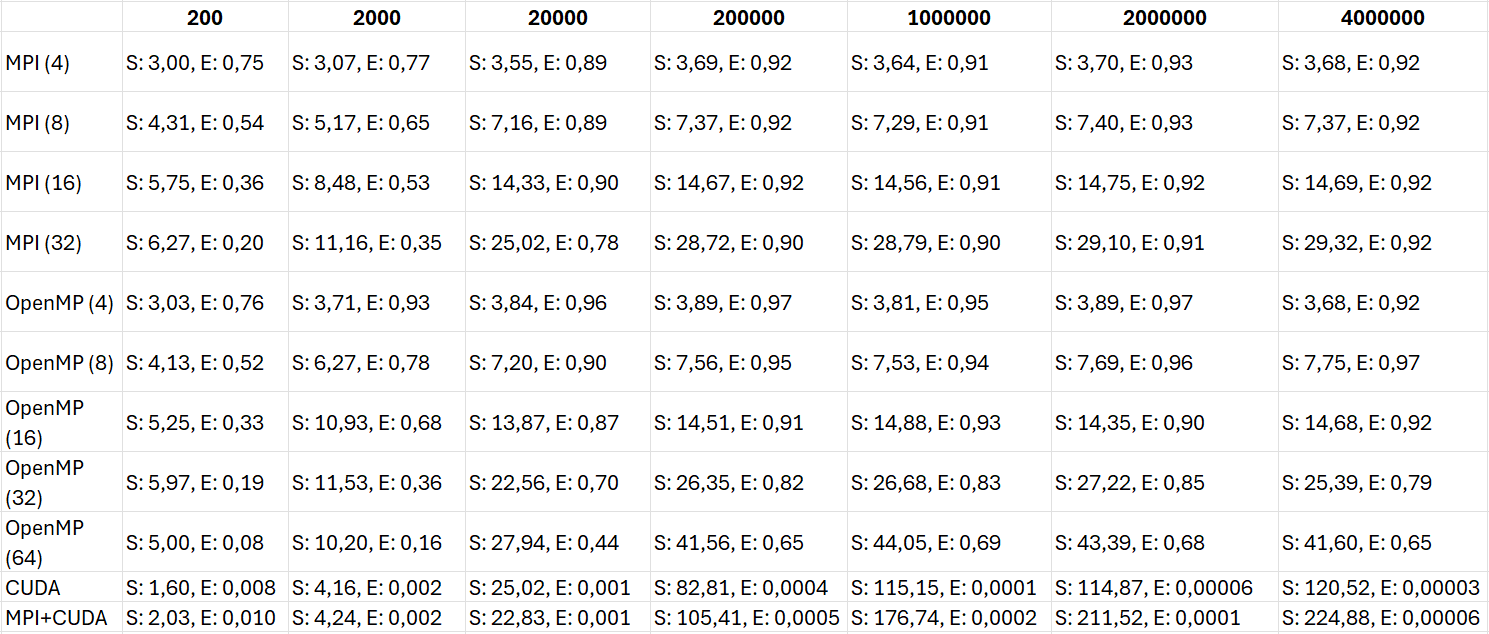 200 2000 20000 200000 1000000 2000000 4000000
MPI (4) S: 3,00, E: 0,75 S: 3,07, E: 0,77 S: 3,55, E: 0,89 S: 3,69, E: 0,92 S: 3,64, E: 0,91 S: 3,70, E: 0,93 S: 3,68, E: 0,92
MPI (8) S: 4,31, E: 0,54 S: 5,17, E: 0,65 S: 7,16, E: 0,89 S: 7,37, E: 0,92 S: 7,29, E: 0,91 S: 7,40, E: 0,93 S: 7,37, E: 0,92
MPI (16) S: 5,75, E: 0,36 S: 8,48, E: 0,53 S: 14,33, E: 0,90 S: 14,67, E: 0,92 S: 14,56, E: 0,91 S: 14,75, E: 0,92 S: 14,69, E: 0,92
MPI (32) S: 6,27, E: 0,20 S: 11,16, E: 0,35 S: 25,02, E: 0,78 S: 28,72, E: 0,90 S: 28,79, E: 0,90 S: 29,10, E: 0,91 S: 29,32, E: 0,92
OpenMP (4) S: 3,03, E: 0,76 S: 3,71, E: 0,93 S: 3,84, E: 0,96 S: 3,89, E: 0,97 S: 3,81, E: 0,95 S: 3,89, E: 0,97 S: 3,68, E: 0,92
OpenMP (8) S: 4,13, E: 0,52 S: 6,27, E: 0,78 S: 7,20, E: 0,90 S: 7,56, E: 0,95 S: 7,53, E: 0,94 S: 7,69, E: 0,96 S: 7,75, E: 0,97
OpenMP
(16) S: 5,25, E: 0,33 S: 10,93, E: 0,68 S: 13,87, E: 0,87 S: 14,51, E: 0,91 S: 14,88, E: 0,93 S: 14,35, E: 0,90 S: 14,68, E: 0,92
OpenMP
(32) S: 5,97, E: 0,19 S: 11,53, E: 0,36 S: 22,56, E: 0,70 S: 26,35, E: 0,82 S: 26,68, E: 0,83 S: 27,22, E: 0,85 S: 25,39, E: 0,79
OpenMP
(64) S: 5,00, E: 0,08 S: 10,20, E: 0,16 S: 27,94, E: 0,44 S: 41,56, E: 0,65 S: 44,05, E: 0,69 S: 43,39, E: 0,68 S: 41,60, E: 0,65
CUDA S: 1,60, E: 0,008 S: 4,16, E: 0,002 S: 25,02, E: 0,001 S: 82,81, E: 0,0004 S: 115,15, E: 0,0001 S: 114,87, E: 0,00006 S: 120,52, E: 0,00003
MPI+CUDA S: 2,03, E: 0,010 S: 4,24, E: 0,002 S: 22,83, E: 0,001 S: 105,41, E: 0,0005 S: 176,74, E: 0,0002 S: 211,52, E: 0,0001 S: 224,88, E: 0,00006